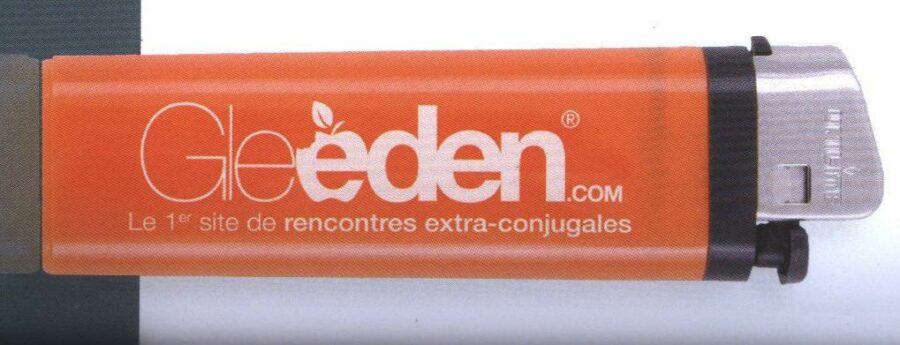 Gleeden®.COM
Le 1er site de rencontres extra-conjugales